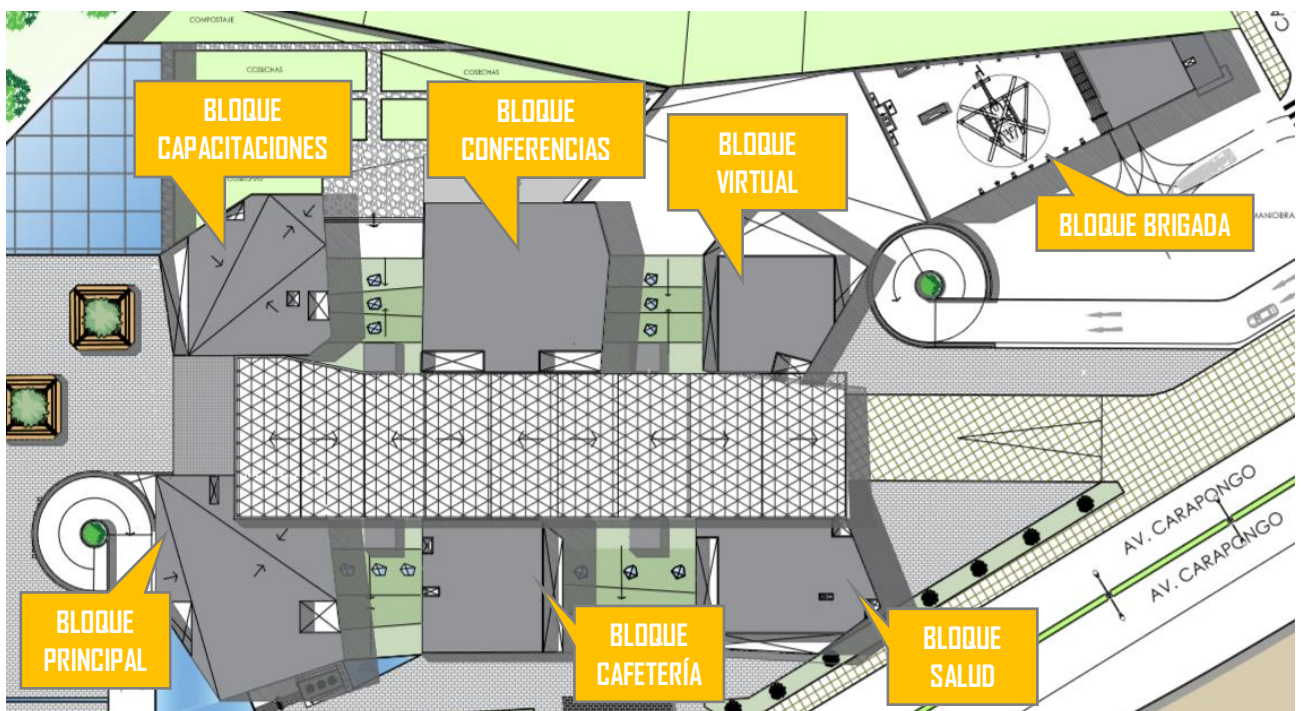 COMPOSTAJE
COSECHAS
COSECHAS
COSECHAS
BLOQUE
CAPACITACIONES
BLOQUE
CONFERENCIAS
BLOQUE
VIRTUAL
BLOQUE BRIGADA
MANIOBRA
AV. CARAPONGO
AV. CARAPONGO
BLOQUE
PRINCIPAL
BLOQUE
CAFETERÍA
BLOQUE
SALUD